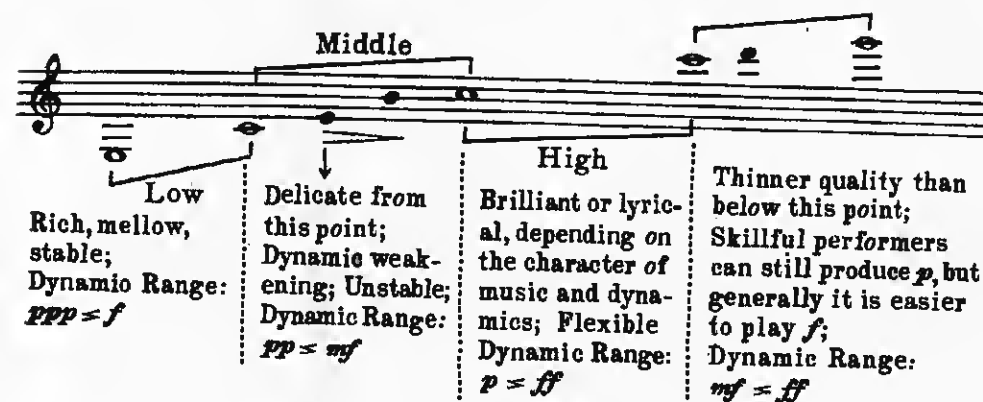 Middle
Low
High
Rich, mellow,
stable;
Dynamio Range:
ppp = f
Delicate from
this point;
Dynamic weak-
ening; Unstable;
Dynamic Range:
pp = mf
Brilliant or lyric-
al, depending on
the character of
music and dyna-
mics; Flexible
Dynamic Range:
p = ff
Thinner quality than
below this point;
Skillful performers
can still produce p, but
generally it is easier
to play f;
Dynamic Range:
mf = ff